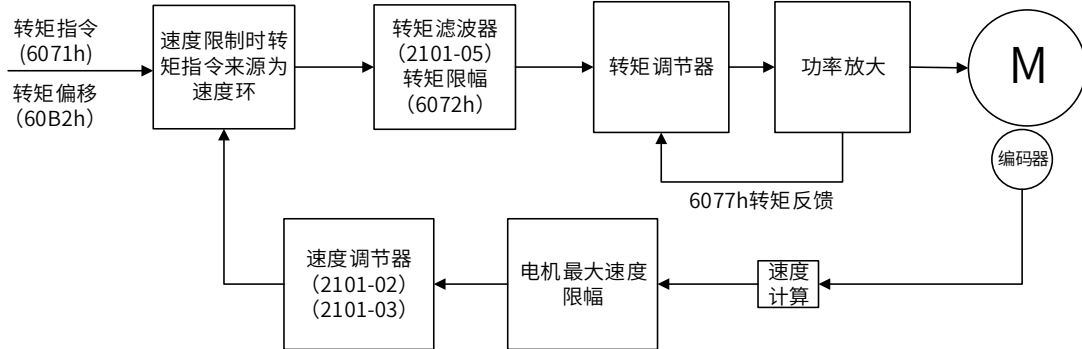 转矩指令
(6071h)
转矩偏移
（60B2h）
速度限制时转
矩指令来源为
速度环
转矩滤波器
（2101-05）
转矩限幅
（6072h）
转矩调节器
功率放大
M
编码器
6077h转矩反馈
速度调节器
（2101-02）
（2101-03）
电机最大速度
限幅
速度
计算